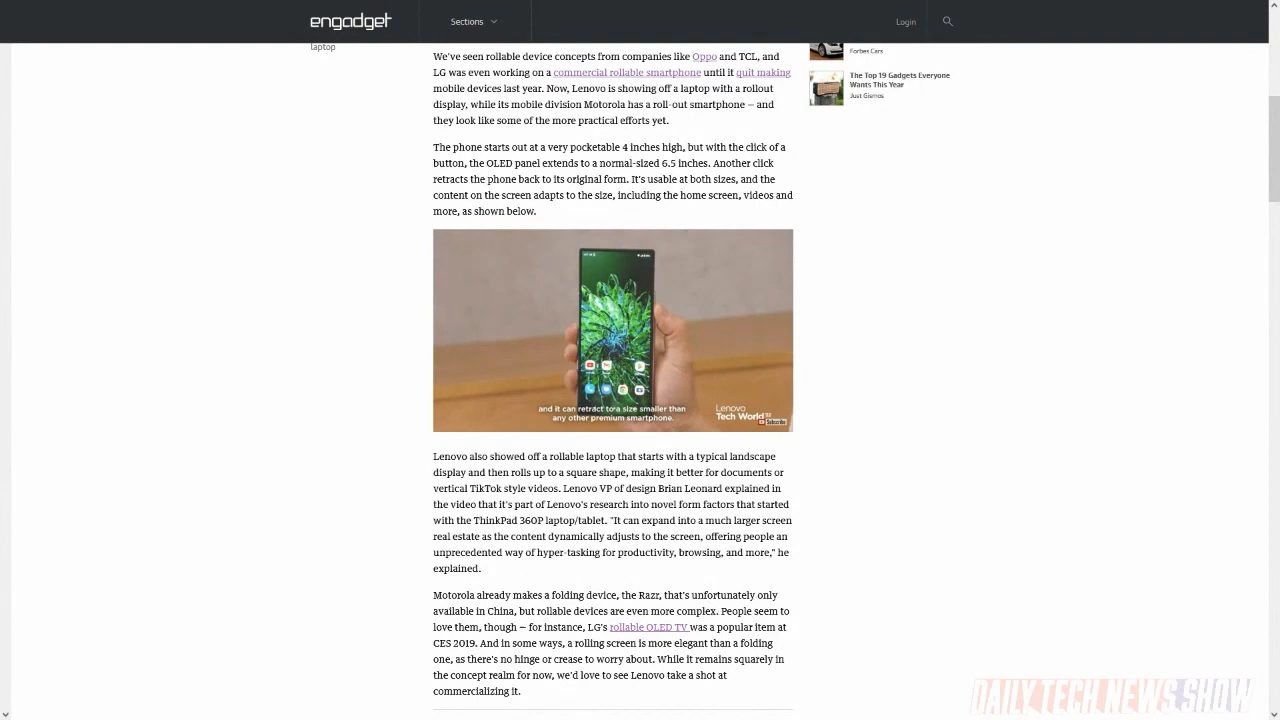 engadget
Sections
Login
laptop
We've seen rollable device concepts from companies like Oppo and TCL, and
LG was even working on a commercial rollable smartphone until it quit making
mobile devices last year. Now, Lenovo is showing off a laptop with a rollout
display, while its mobile division Motorola has a roll-out smartphone — and
they look like some of the more practical efforts yet.
The phone starts out at a very pocketable 4 inches high, but with the click of a
button, the OLED panel extends to a normal-sized 6.5 inches. Another click
retracts the phone back to its original form. It's usable at both sizes, and the
content on the screen adapts to the size, including the home screen, videos and
more, as shown below.
and it can retract to a size smaller than
any other premium smartphone.
Lenovo
Tech World'22
Subscribe
Lenovo also showed off a rollable laptop that starts with a typical landscape
display and then rolls up to a square shape, making it better for documents or
vertical TikTok style videos. Lenovo VP of design Brian Leonard explained in
the video that it's part of Lenovo's research into novel form factors that started
with the ThinkPad 360P laptop/tablet. "It can expand into a much larger screen
real estate as the content dynamically adjusts to the screen, offering people an
unprecedented way of hyper-tasking for productivity, browsing, and more," he
explained.
Motorola already makes a folding device, the Razr, that's unfortunately only
available in China, but rollable devices are even more complex. People seem to
love them, though — for instance, LG's rollable OLED TV was a popular item at
CES 2019. And in some ways, a rolling screen is more elegant than a folding
one, as there's no hinge or crease to worry about. While it remains squarely in
the concept realm for now, we'd love to see Lenovo take a shot at
commercializing it.
Forbes Cars
The Top 19 Gadgets Everyone
Wants This Year
Just Gizmos
DAILY TECH NEWS SHOW